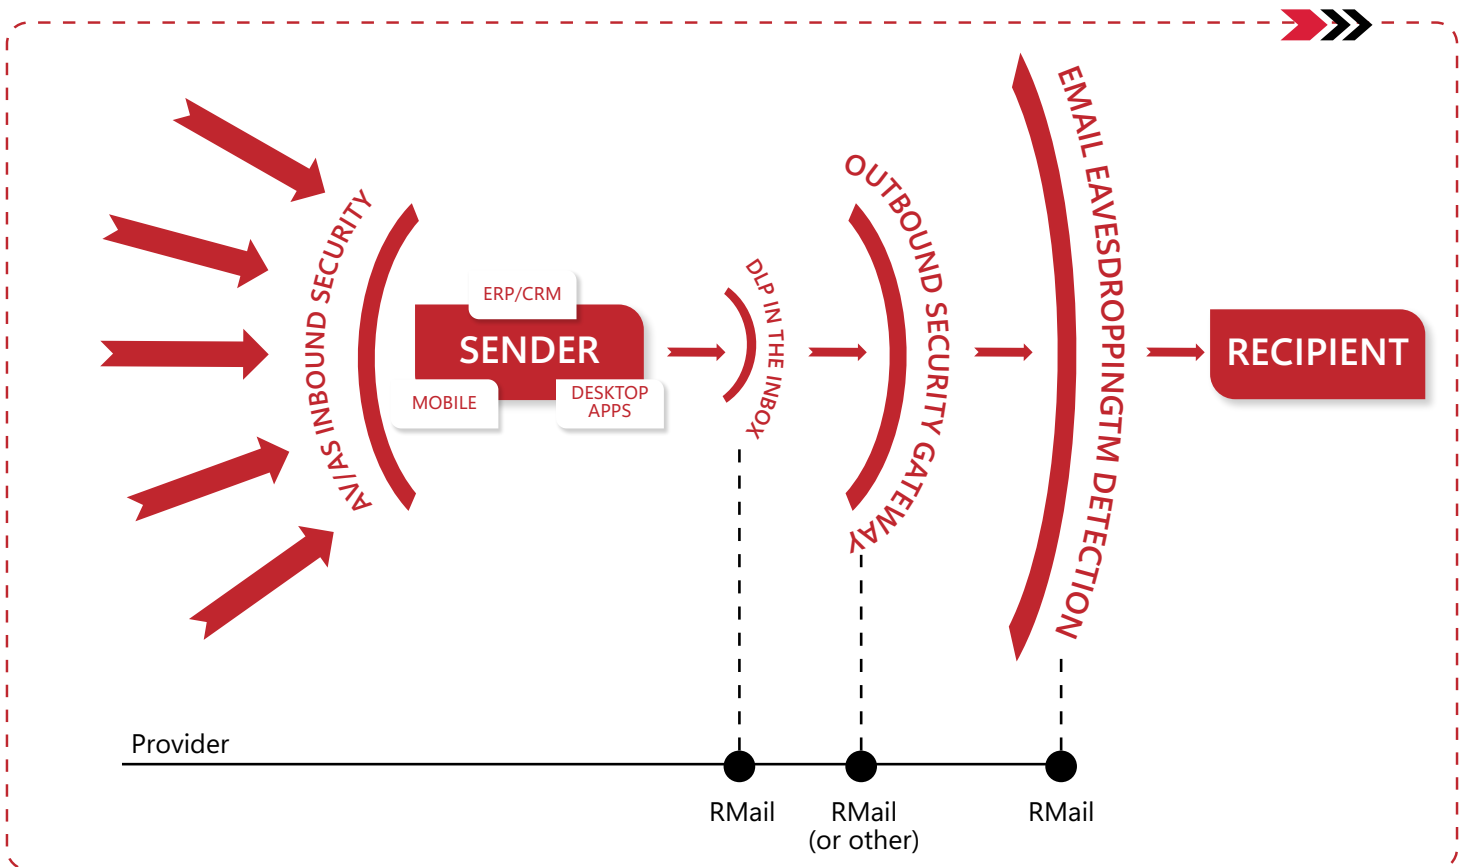 AV/AS INBOUND SECURITY
ERP/CRM
SENDER
MOBILE
DESKTOP
APPS
DLP IN THE INBOX
OUTBOUND SECURITY GATEWAY
EMAIL EAVESDROPPINGTM DETECTION
RECIPIENT
Provider
RMail
RMail
(or other)
RMail